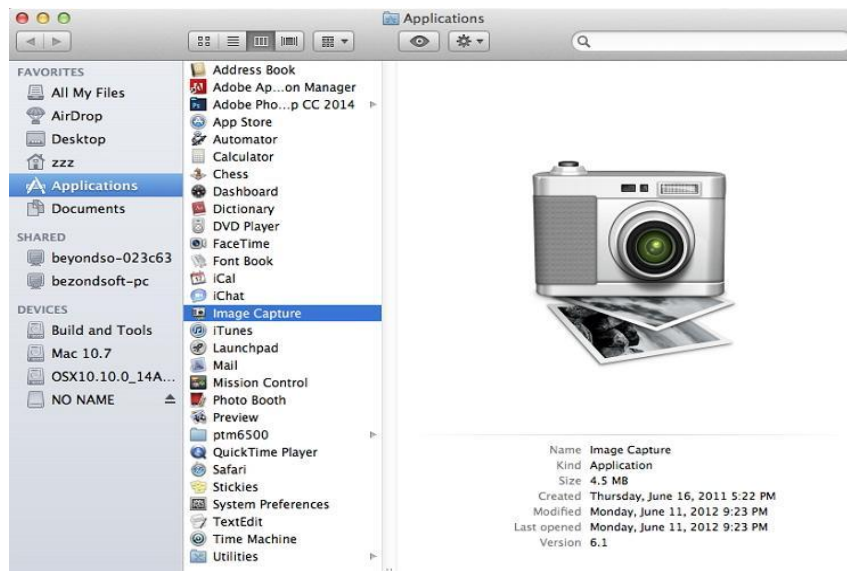 Applications
FAVORITES
All My Files
AirDrop
Desktop
zzz
Applications
Documents
SHARED
beyondso-023c63
bezondsoft-pc
DEVICES
Build and Tools
Mac 10.7
OSX10.10.0_14A...
NO NAME
Address Book
Adobe Ap...on Manager
Adobe Pho...p CC 2014
App Store
Automator
Calculator
Chess
Dashboard
Dictionary
DVD Player
FaceTime
Font Book
iCal
iChat
Image Capture
iTunes
Launchpad
Mail
Mission Control
Photo Booth
Preview
ptm6500
QuickTime Player
Safari
Stickies
System Preferences
TextEdit
Time Machine
Utilities
Name Image Capture
Kind Application
Size 4.5 MB
Created Thursday, June 16, 2011 5:22 PM
Modified Monday, June 11, 2012 9:23 PM
Last opened Monday, June 11, 2012 9:23 PM
Version 6.1